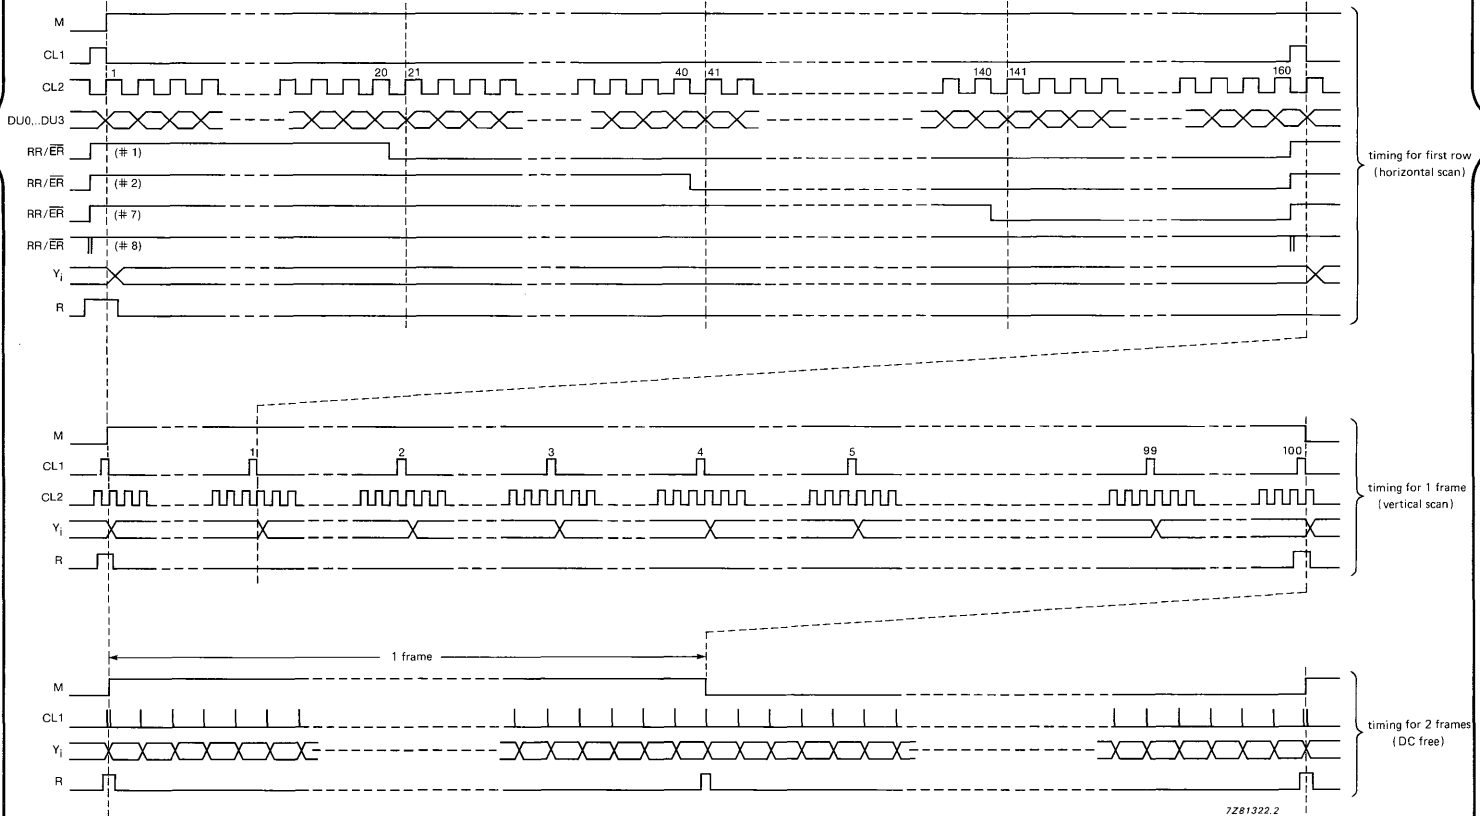 M
CL1
1 20 21 40 41 140 141 160
CL2
DU0,..DU3
RR/ER (# 1)
timing for first row
(horizontal scan)
RR/ER (# 2)
RR/ER (# 7)
RR/ER (# 8)
Yi
R
M
1 2 3 4 5 99 100
CL1
CL2
timing for 1 frame
(vertical scan)
Yi
R
1 frame
M
CL1
timing for 2 frames
(DC free)
Yi
R
7Z81322.2